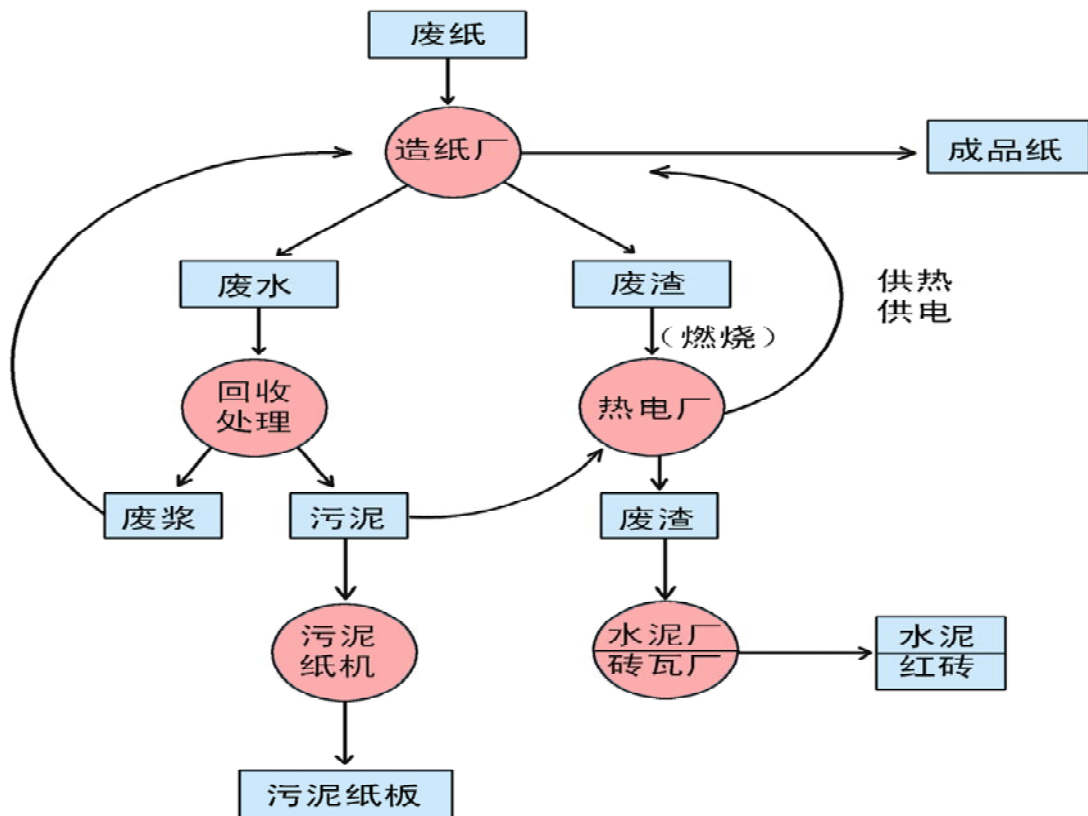 废纸
造纸厂
成品纸
废水
废渣
供热
供电
（燃烧）
回收
处理
热电厂
废浆
污泥
废渣
污泥
纸机
水泥厂
砖瓦厂
水泥
红砖
污泥纸板